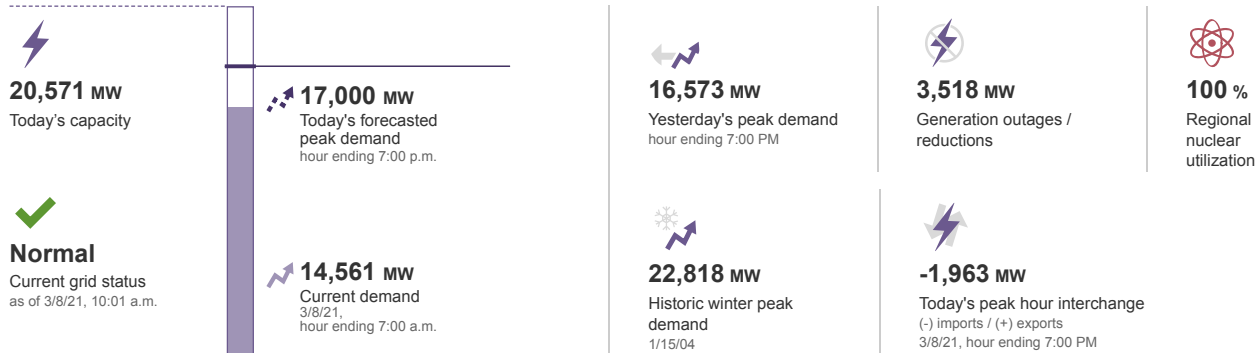 20,571 MW
Today's capacity
Normal
Current grid status
as of 3/8/21, 10:01 a.m.
17,000 MW
Today's forecasted
peak demand
hour ending 7:00 p.m.
14,561 MW
Current demand
3/8/21,
hour ending 7:00 a.m.
16,573 MW
Yesterday's peak demand
hour ending 7:00 PM
3,518 MW
Generation outages /
reductions
100 %
Regional
nuclear
utilization
22,818 MW
Historic winter peak
demand
1/15/04
-1,963 MW
Today's peak hour interchange
(-) imports / (+) exports
3/8/21, hour ending 7:00 PM